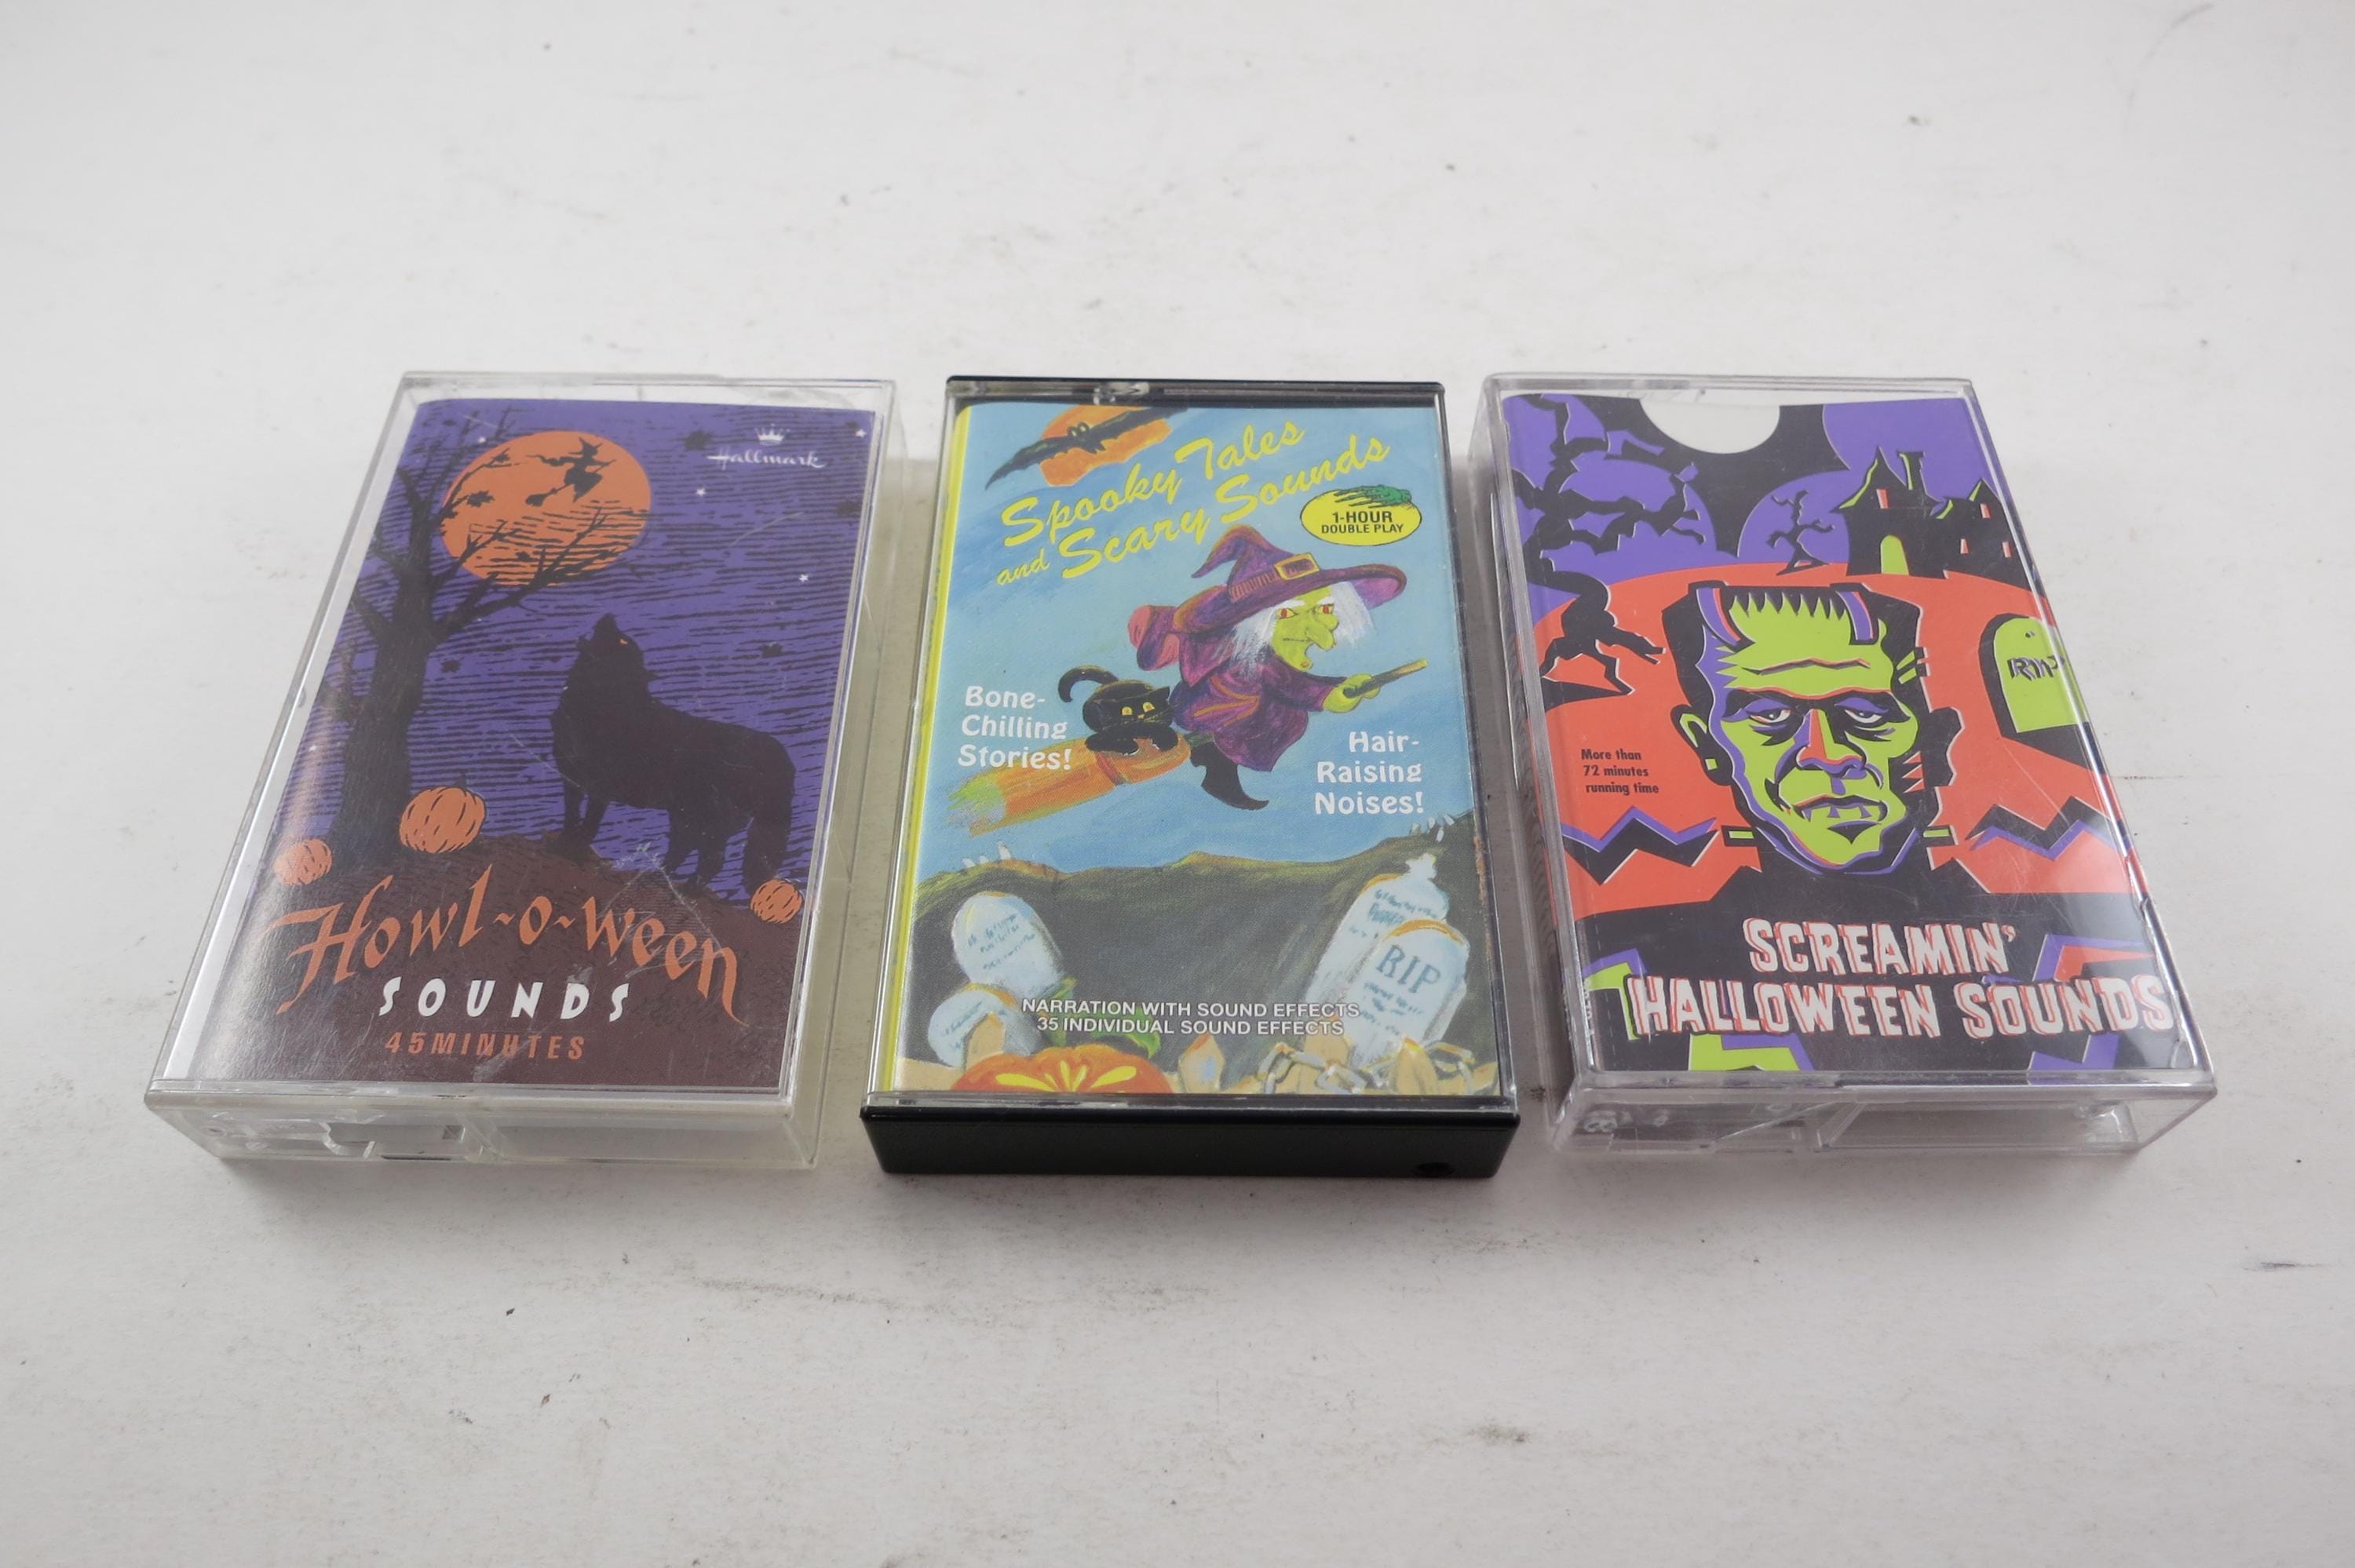 Hallmark
Howl-o-ween
SOUNDS
45 MINUTES
Spooky Tales
and Scary Sounds
1-HOUR
DOUBLE PLAY
Bone-
Chilling
Stories!
Hair-
Raising
Noises!
RIP
NARRATION WITH SOUND EFFECTS
35 INDIVIDUAL SOUND EFFECTS
RIP
More than
72 minutes
running time
SCREAMIN'
HALLOWEEN SOUNDS